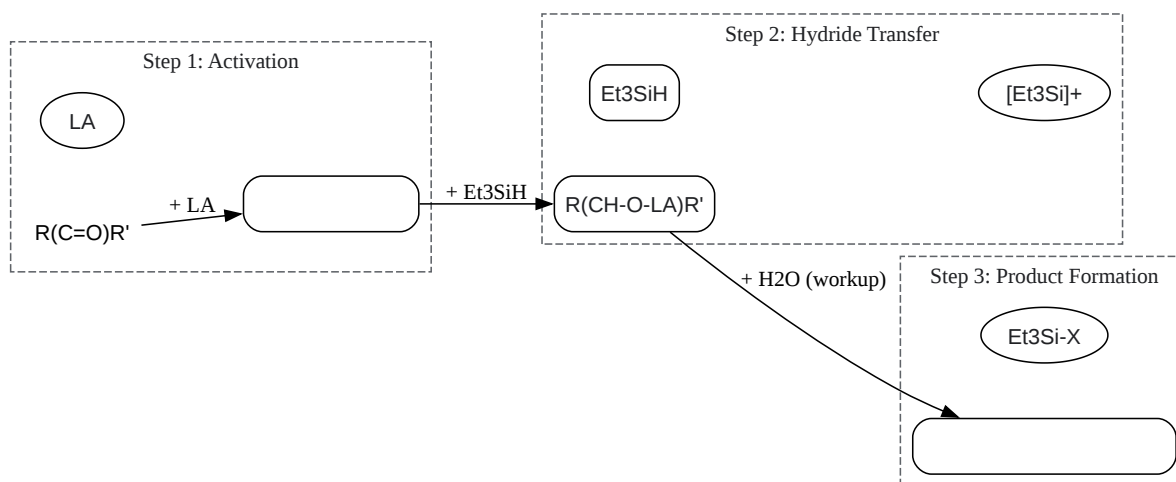 Step 1: Activation
LA
R(C=O)R'
+ LA
+ Et3SiH
Step 2: Hydride Transfer
Et3SiH
[Et3Si]+
R(CH-O-LA)R'
+ H2O (workup)
Step 3: Product Formation
Et3Si-X